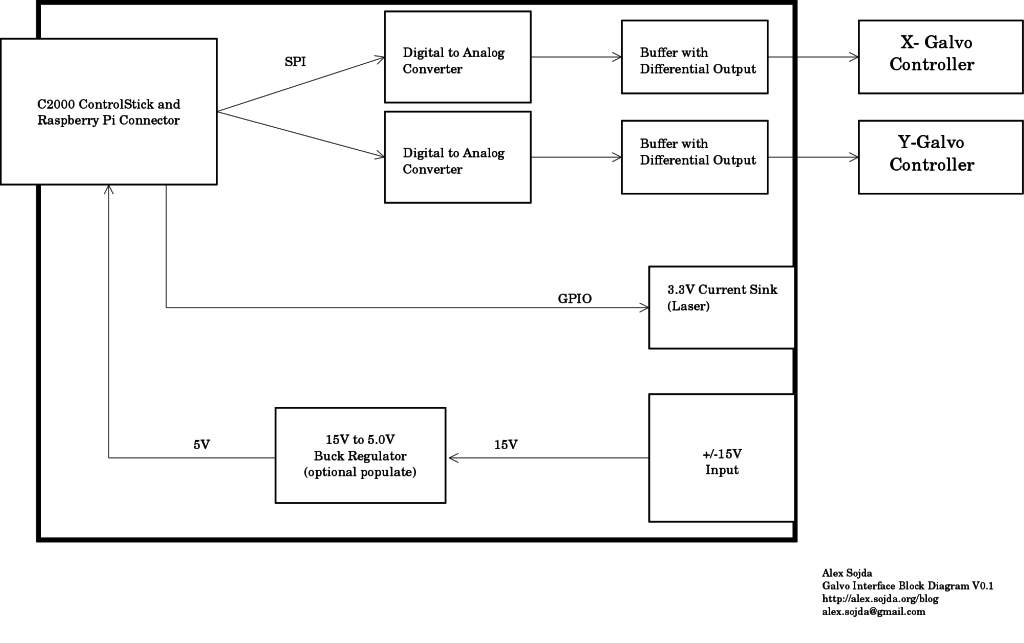 C2000 ControlStick and
Raspberry Pi Connector
SPI
Digital to Analog
Converter
Buffer with
Differential Output
X- Galvo
Controller
Digital to Analog
Converter
Buffer with
Differential Output
Y-Galvo
Controller
GPIO
3.3V Current Sink
(Laser)
5V
15V to 5.0V
Buck Regulator
(optional populate)
15V
+/-15V
Input
Alex Sojda
Galvo Interface Block Diagram V0.1
http://alex.sojda.org/blog
alex.sojda@gmail.com